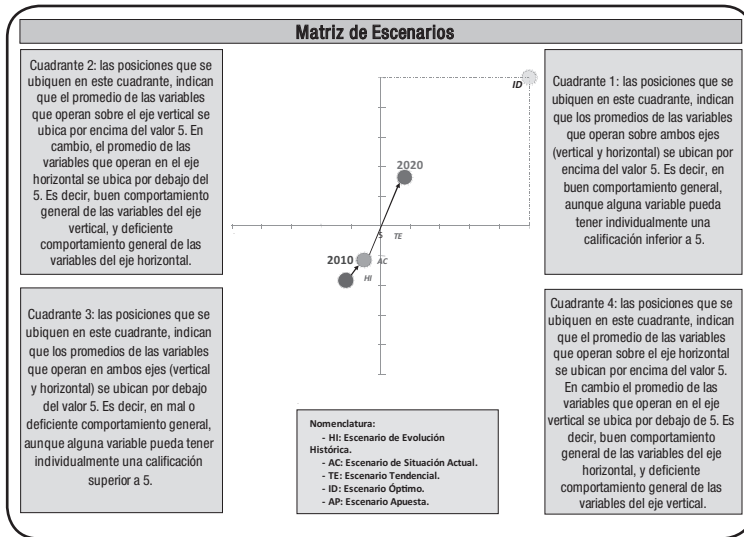 Matriz de Escenarios
Cuadrante 2: las posiciones que se
ubiquen en este cuadrante, indican
que el promedio de las variables
que operan sobre el eje vertical se
ubica por encima del valor 5. En
cambio, el promedio de las
variables que operan en el eje
horizontal se ubica por debajo del
5. Es decir, buen comportamiento
general de las variables del eje
vertical, y deficiente
comportamiento general de las
variables del eje horizontal.
Cuadrante 3: las posiciones que se
ubiquen en este cuadrante, indican
que los promedios de las variables
que operan en ambos ejes (vertical
y horizontal) se ubican por debajo
del valor 5. Es decir, en mal o
deficiente comportamiento general,
aunque alguna variable pueda tener
individualmente una calificación
superior a 5.
ID
2020
5
TE
2010
AC
HI
Nomenclatura:
- HI: Escenario de Evolución
Histórica.
- AC: Escenario de Situación Actual.
- TE: Escenario Tendencial.
- ID: Escenario Óptimo.
- AP: Escenario Apuesta.
Cuadrante 1: las posiciones que se
ubiquen en este cuadrante, indican
que los promedios de las variables
que operan sobre ambos ejes
(vertical y horizontal) se ubican por
encima del valor 5. Es decir, en
buen comportamiento general,
aunque alguna variable pueda
tener individualmente una
calificación inferior a 5.
Cuadrante 4: las posiciones que se
ubiquen en este cuadrante, indican
que el promedio de las variables
que operan sobre el eje horizontal
se ubican por encima del valor 5.
En cambio el promedio de las
variables que operan en el eje
vertical se ubica por debajo de 5. Es
decir, buen comportamiento
general de las variables del eje
horizontal, y deficiente
comportamiento general de las
variables del eje vertical.